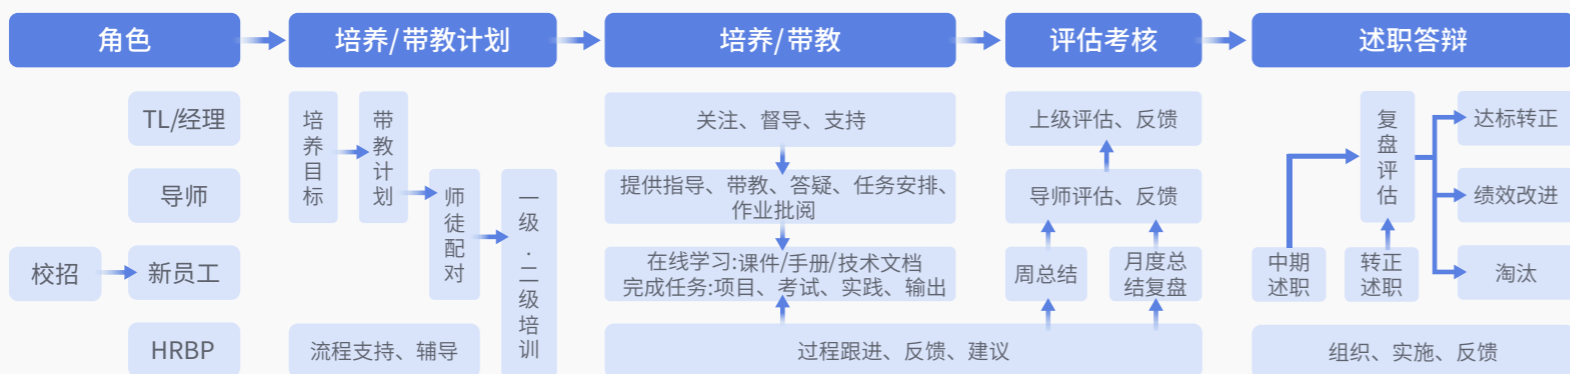 角色
培养/带教计划
培养/带教
评估考核
述职答辩
TL/经理
导师
校招
新员工
HRBP
培养目标
带教计划
师徒配对
一级·二级培训
流程支持、辅导
关注、督导、支持
提供指导、带教、答疑、任务安排、
作业批阅
在线学习:课件/手册/技术文档
完成任务:项目、考试、实践、输出
过程跟进、反馈、建议
上级评估、反馈
导师评估、反馈
周总结
月度总
结复盘
中期
述职
转正
述职
复盘评估
达标转正
绩效改进
淘汰
组织、实施、反馈